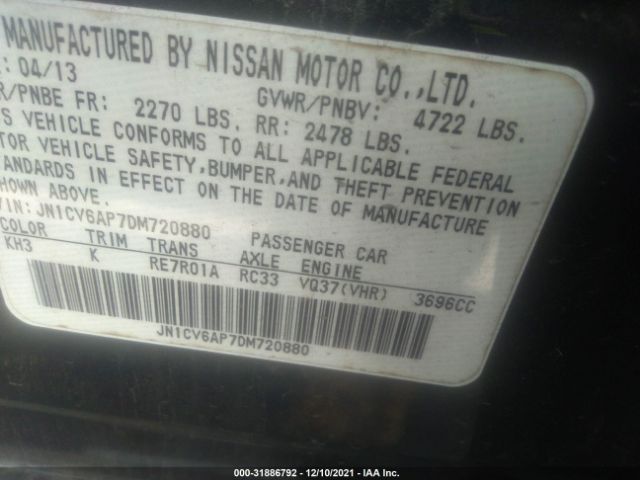 MANUFACTURED BY NISSAN MOTOR CO.,LTD.
: 04/13
R/PNBE FR: 2270 LBS. GVWR/PNBV: 4722 LBS.
RR: 2478 LBS.
S VEHICLE CONFORMS TO ALL APPLICABLE FEDERAL
TOR VEHICLE SAFETY,BUMPER,AND THEFT PREVENTION
ANDARDS IN EFFECT ON THE DATE OF MANUFACTURE
HOWN ABOVE.
VIN: JN1CV6AP7DM720880 PASSENGER CAR
COLOR TRIM TRANS AXLE ENGINE
KH3 K RE7R01A RC33 VQ37(VHR) 3696CC
JN1CV6AP7DM720880
000-31886792 - 12/10/2021 - IAA Inc.